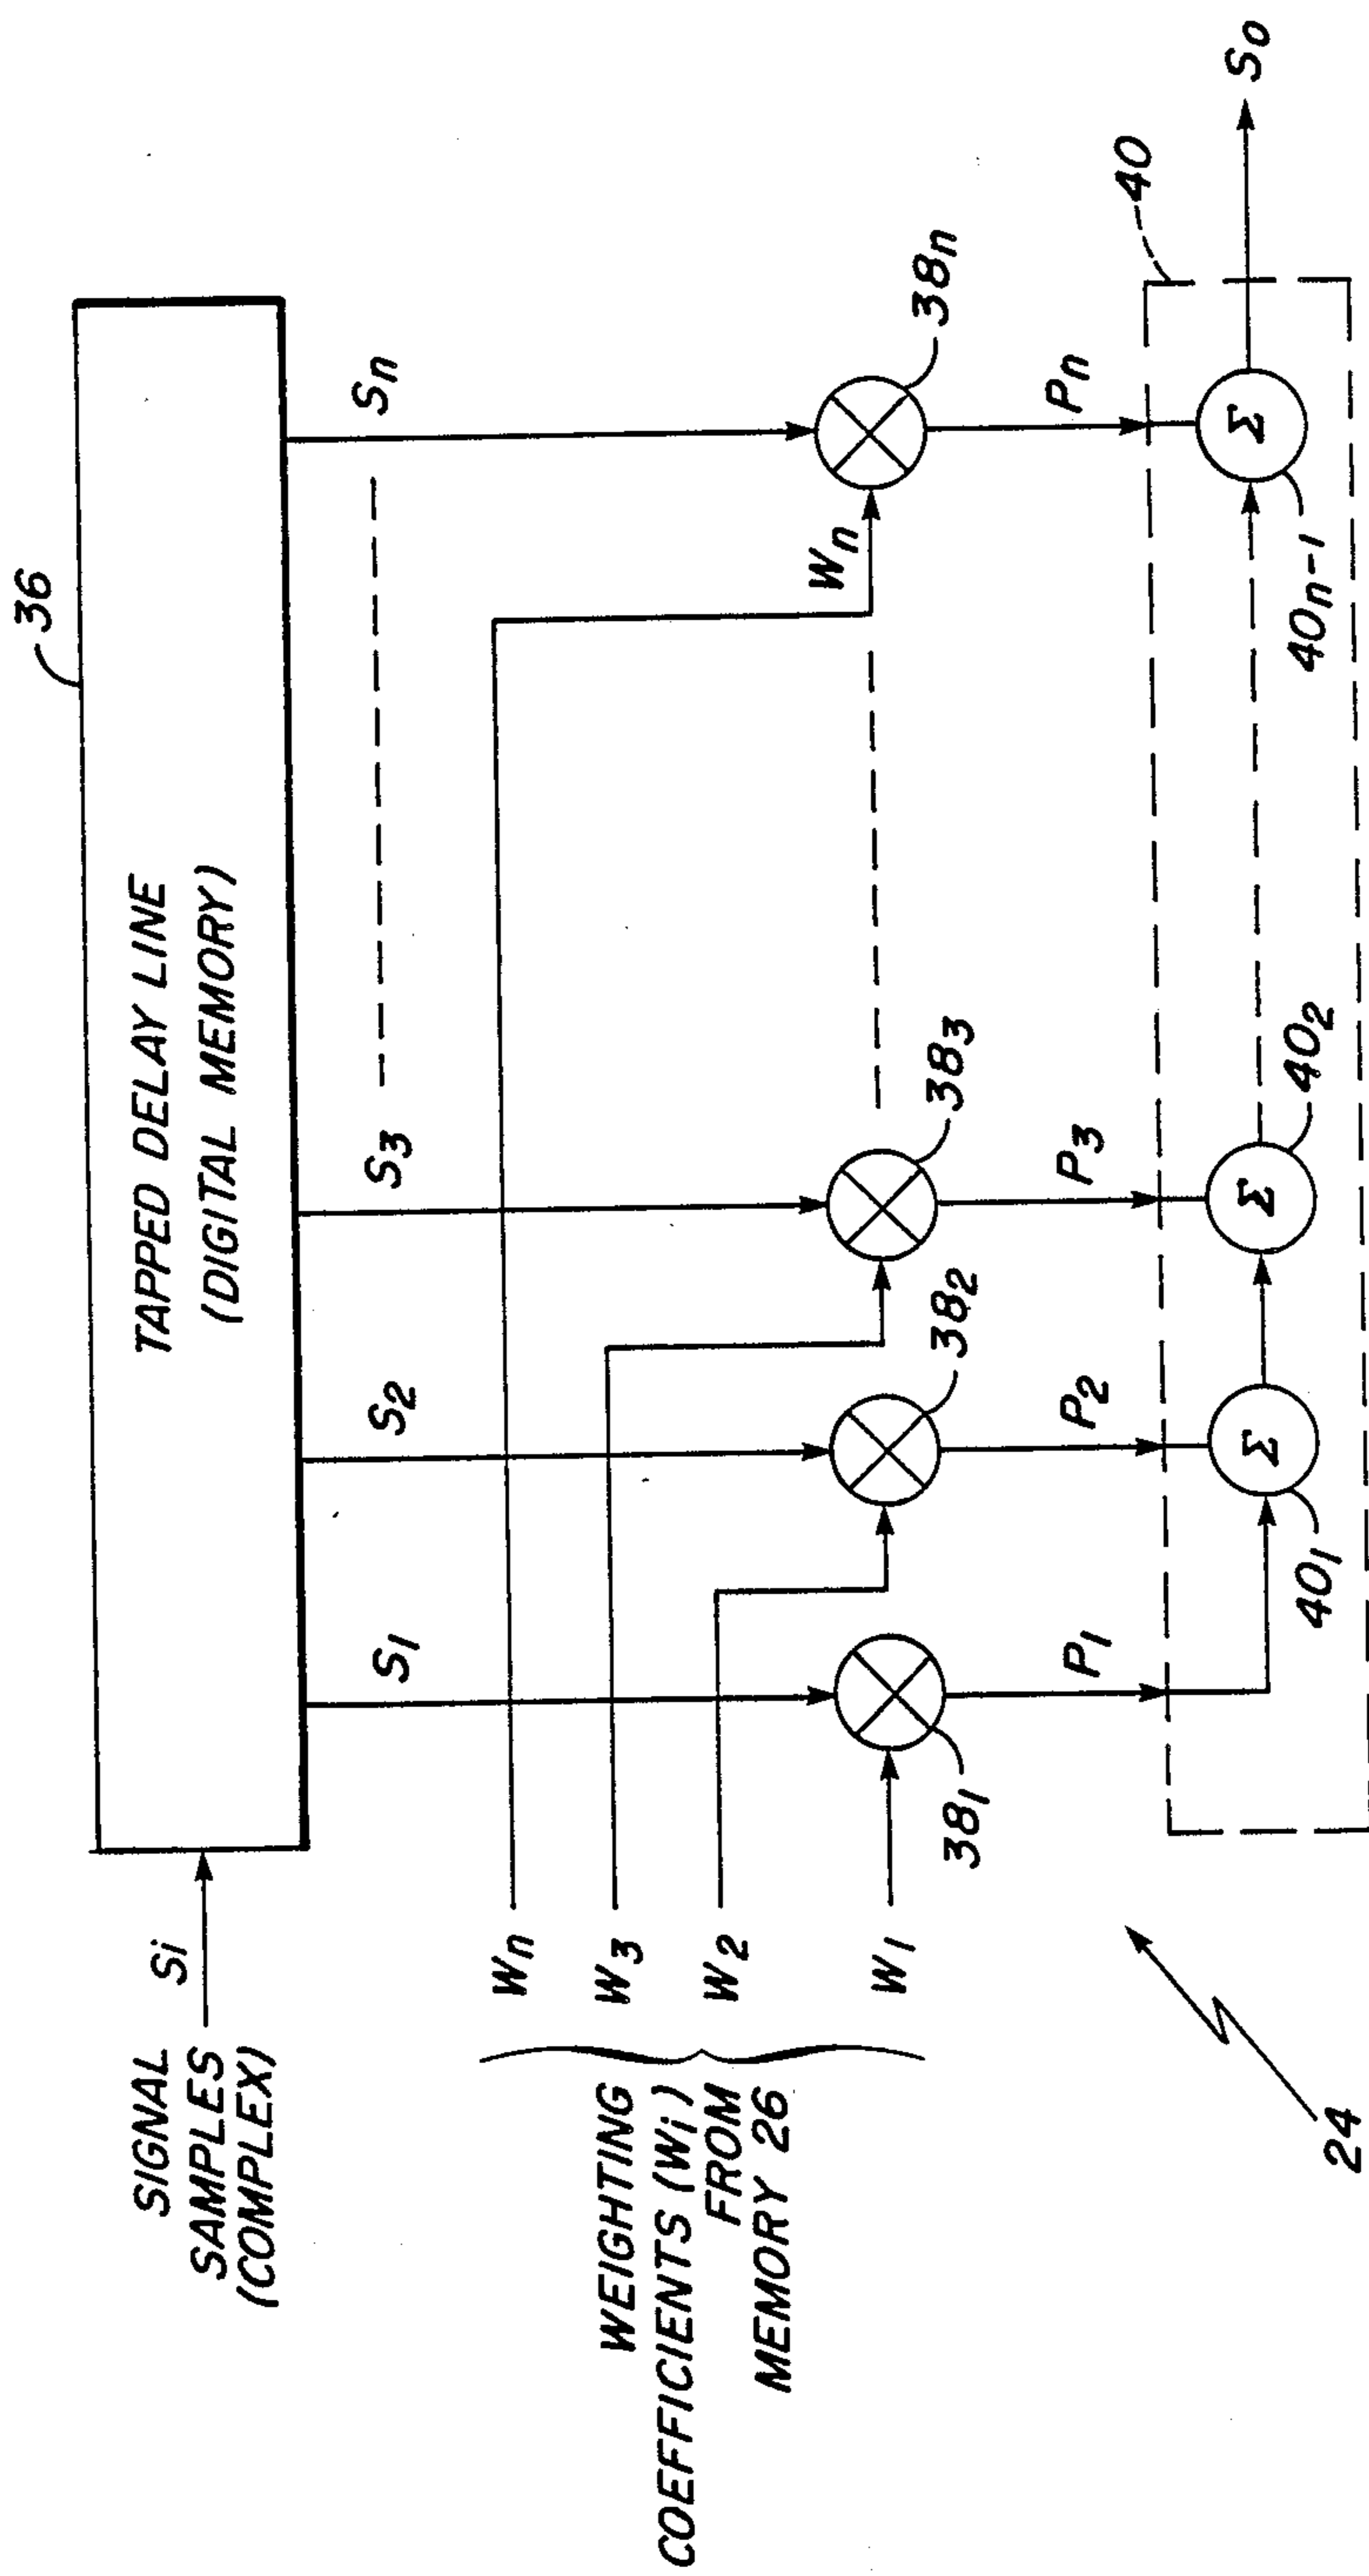 36
TAPPED DELAY LINE
(DIGITAL MEMORY)
SIGNAL
SAMPLES
(COMPLEX)
Si
S1
S2
S3
Sn
WEIGHTING
COEFFICIENTS (Wi)
FROM
MEMORY 26
Wn
W3
W2
W1
Wn
381
382
383
38n
P1
P2
P3
Pn
40
Σ
Σ
Σ
401
402
40n-1
So
24